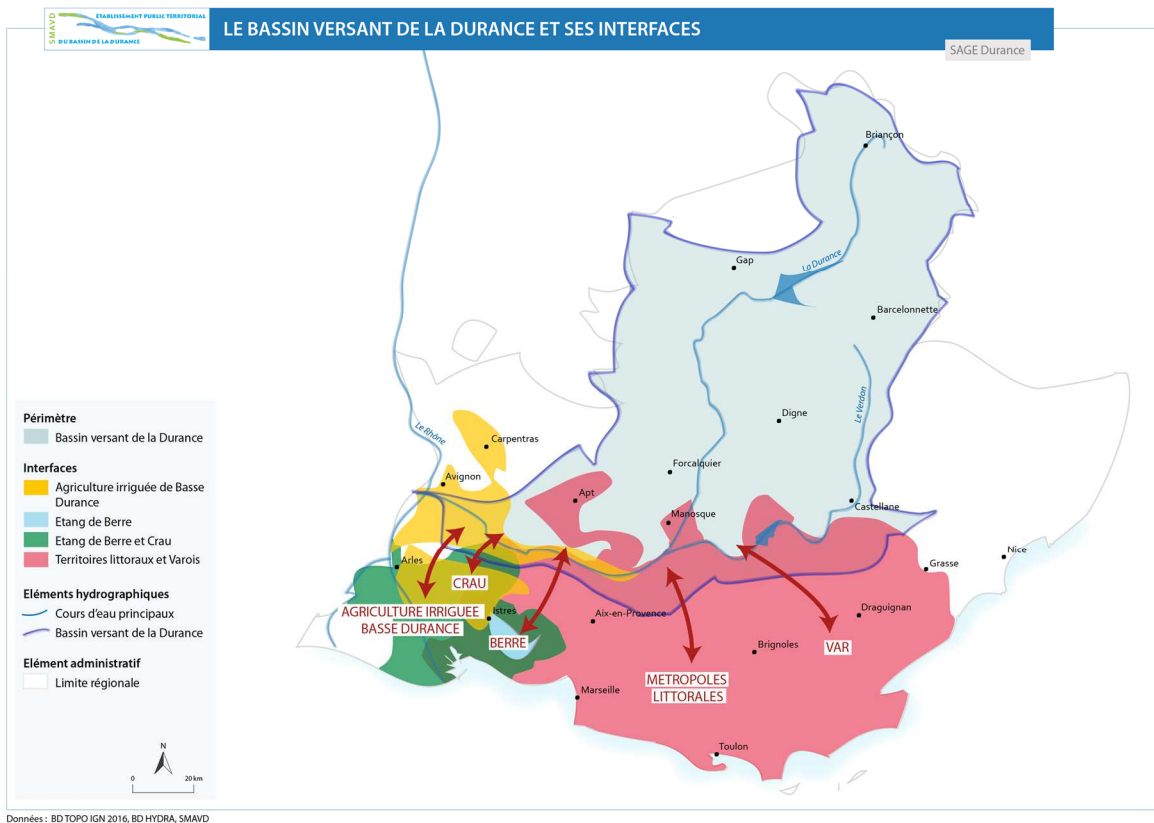 ÉTABLISSEMENT PUBLIC TERRITORIAL
SMAVD
DU BASSIN DE LA DURANCE
LE BASSIN VERSANT DE LA DURANCE ET SES INTERFACES
SAGE Durance
Briançon
La Durance
Gap
Barcelonnette
Le Verdon
Digne
Le Rhône
Carpentras
Forcalquier
Avignon
Apt
Castellane
Manosque
Nice
Arles
Grasse
CRAU
AGRICULTURE IRRIGUEE
BASSE DURANCE
Istres
Aix-en-Provence
Draguignan
BERRE
Brignoles
VAR
METROPOLES
LITTORALES
Marseille
Toulon
Périmètre
Bassin versant de la Durance
Interfaces
Agriculture irriguée de Basse
Durance
Etang de Berre
Etang de Berre et Crau
Territoires littoraux et Varois
Eléments hydrographiques
Cours d'eau principaux
Bassin versant de la Durance
Elément administratif
Limite régionale
N
0 20 km
Données : BD TOPO IGN 2016, BD HYDRA, SMAVD